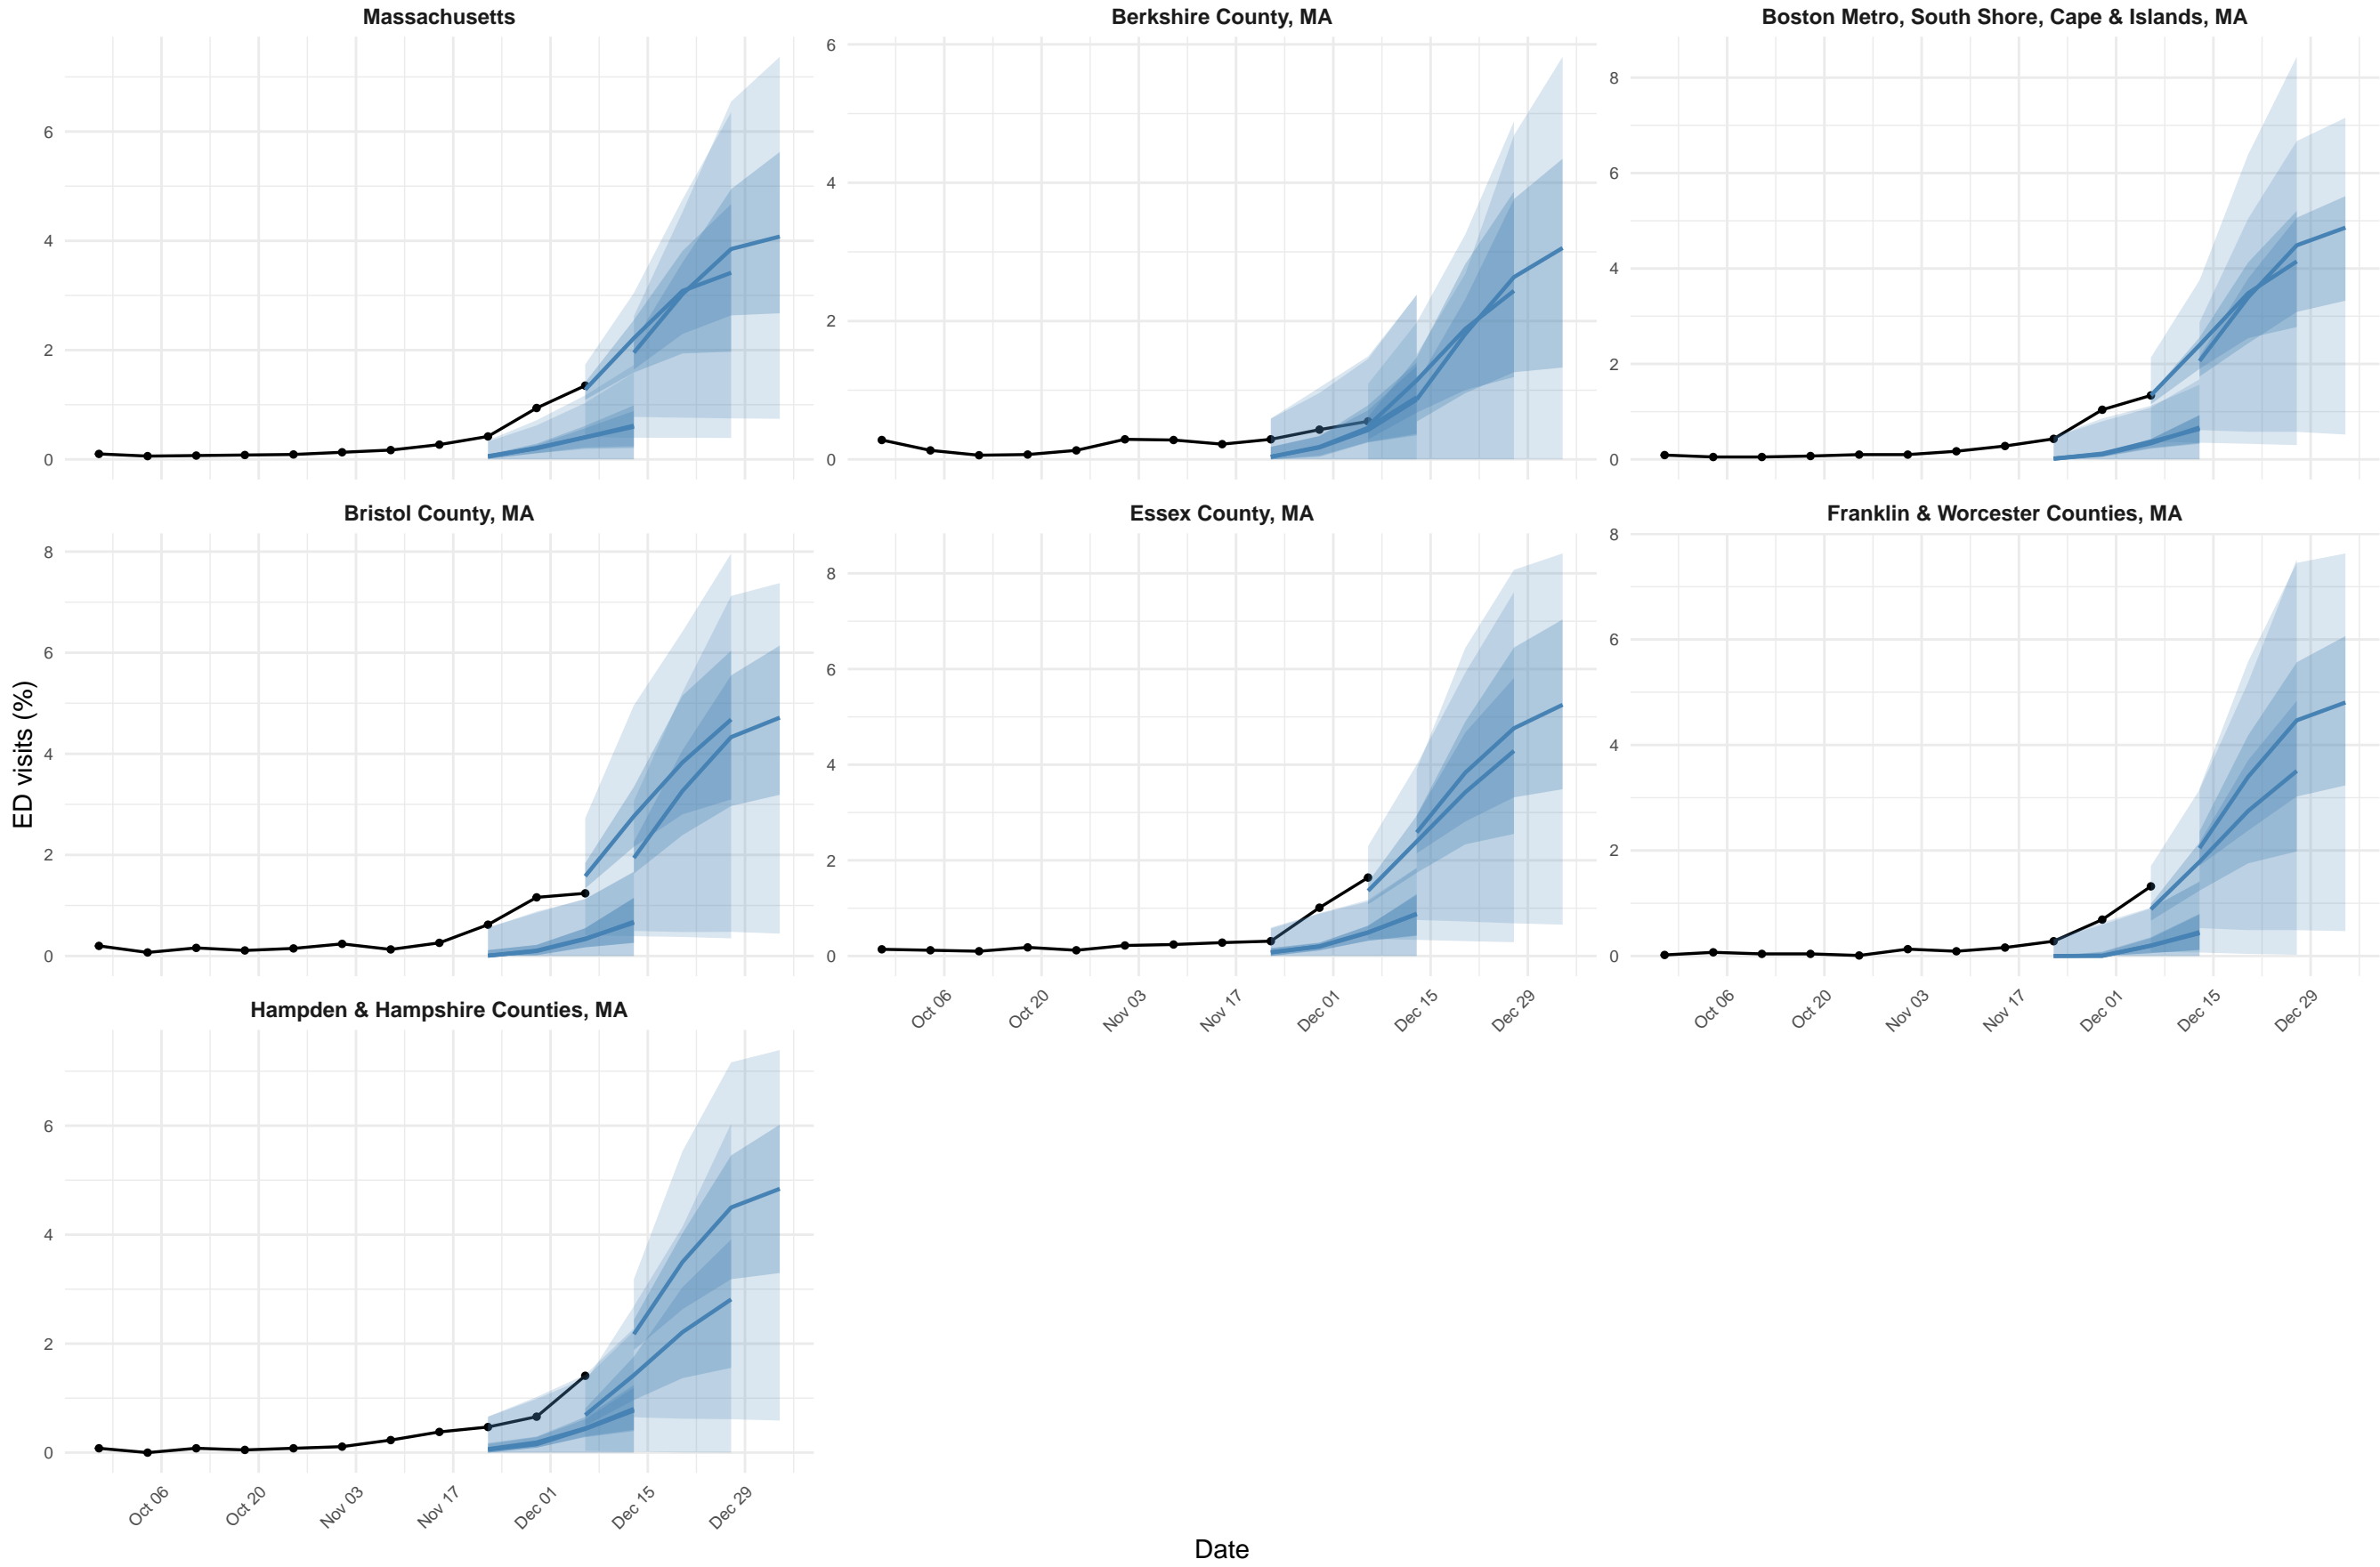 Massachusetts
Berkshire County, MA
Boston Metro, South Shore, Cape & Islands, MA
6
4
2
0
6
4
2
0
8
6
4
2
0
Bristol County, MA
Essex County, MA
Franklin & Worcester Counties, MA
8
6
4
2
0
8
6
4
2
0
8
6
4
2
0
ED visits (%)
Oct 06
Oct 20
Nov 03
Nov 17
Dec 01
Dec 15
Dec 29
Oct 06
Oct 20
Nov 03
Nov 17
Dec 01
Dec 15
Dec 29
Hampden & Hampshire Counties, MA
6
4
2
0
Oct 06
Oct 20
Nov 03
Nov 17
Dec 01
Dec 15
Dec 29
Date